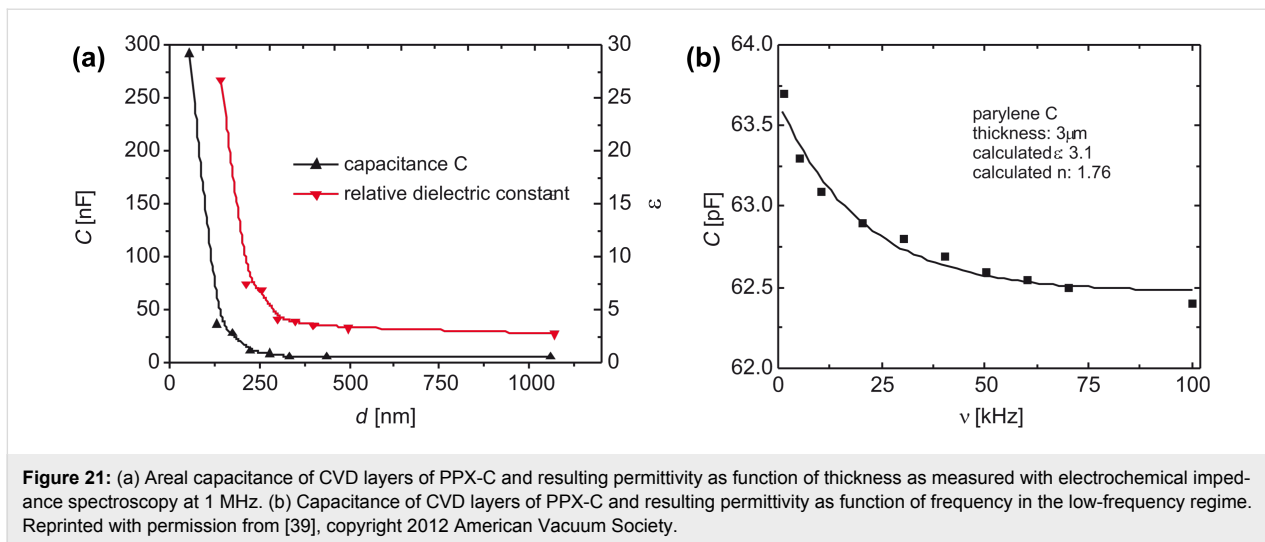 (a)
300
250
200
150
100
50
0
C [nF]
0
250
500
750
1000
d [nm]
30
25
20
15
10
5
0
ε
capacitance C
relative dielectric constant
(b)
64.0
63.5
63.0
62.5
62.0
C [pF]
0
25
50
75
100
ν [kHz]
parylene C
thickness: 3μm
calculated ε: 3.1
calculated n: 1.76
Figure 21: (a) Areal capacitance of CVD layers of PPX-C and resulting permittivity as function of thickness as measured with electrochemical imped-
ance spectroscopy at 1 MHz. (b) Capacitance of CVD layers of PPX-C and resulting permittivity as function of frequency in the low-frequency regime.
Reprinted with permission from [39], copyright 2012 American Vacuum Society.